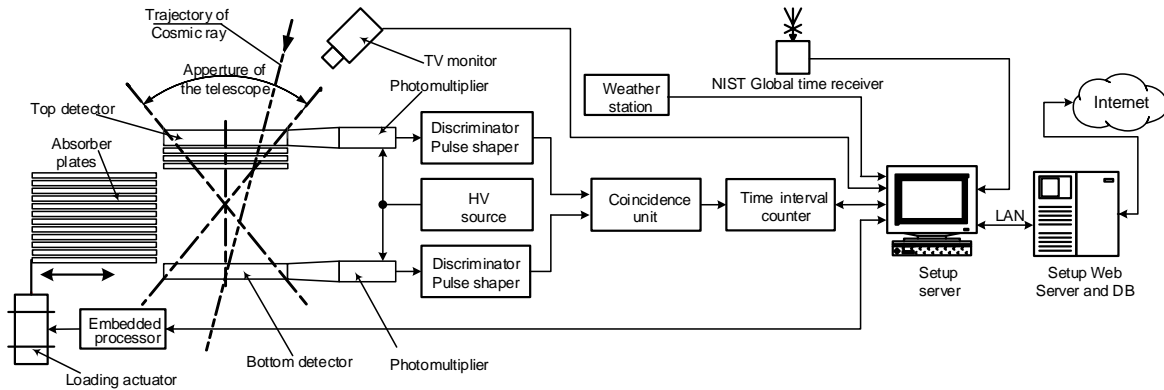 Trajectory of
Cosmic ray
Apperture of
the telescope
TV monitor
Photomultiplier
NIST Global time receiver
Top detector
Absorber
plates
Discriminator
Pulse shaper
Weather
station
Internet
HV
source
Coincidence
unit
Time interval
counter
LAN
Discriminator
Pulse shaper
Setup
server
Setup Web
Server and DB
Embedded
processor
Bottom detector
Photomultiplier
Loading actuator